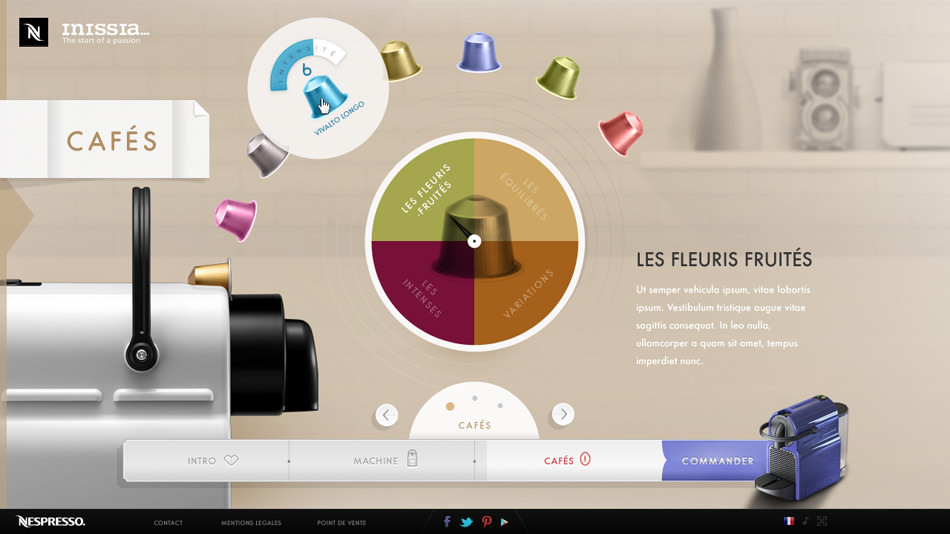 INISSIA...
The start of a passion
CAFÉS
INTENSITÉ
6
VIVALTO LONGO
LES FLEURIS
-FRUITÉS
LES
ÉQUILIBRÉS
LES
INTENSES
VARIATIONS
LES FLEURIS FRUITÉS
Ut semper vehicula ipsum, vitae lobortis
ipsum. Vestibulum tristique augue vitae
sagittis consequat. In leo nulla,
ullamcorper a quam sit amet, tempus
imperdiet nunc.
CAFÉS
INTRO
MACHINE
CAFÉS
COMMANDER
NESPRESSO.
CONTACT
MENTIONS LEGALES
POINT DE VENTE